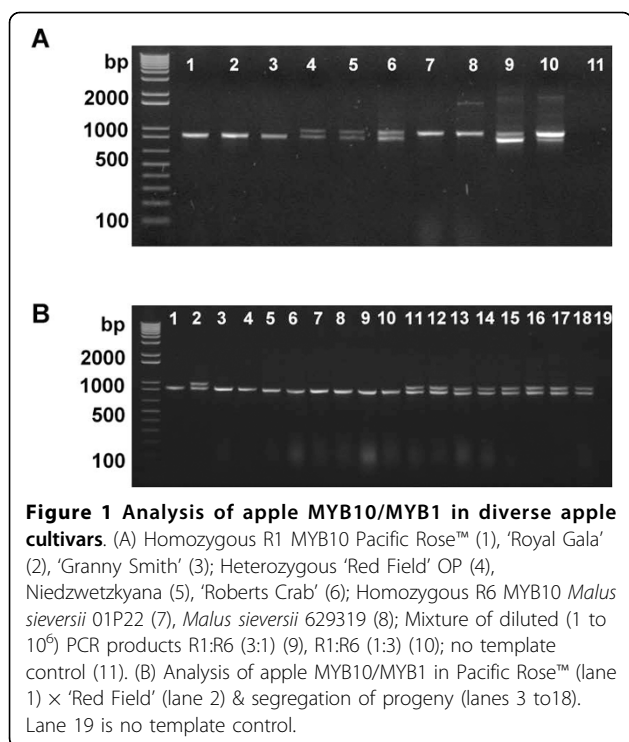 A
bp 1 2 3 4 5 6 7 8 9 10 11
2000
1000
500
100
B
bp 1 2 3 4 5 6 7 8 9 10 11 12 13 14 15 16 17 18 19
2000
1000
500
100
Figure 1 Analysis of apple MYB10/MYB1 in diverse apple
cultivars. (A) Homozygous R1 MYB10 Pacific Rose™ (1), ‘Royal Gala’
(2), ‘Granny Smith’ (3); Heterozygous ‘Red Field’ OP (4),
Niedzwetzkyana (5), ‘Roberts Crab’ (6); Homozygous R6 MYB10 Malus
sieversii 01P22 (7), Malus sieversii 629319 (8); Mixture of diluted (1 to
10⁶) PCR products R1:R6 (3:1) (9), R1:R6 (1:3) (10); no template
control (11). (B) Analysis of apple MYB10/MYB1 in Pacific Rose™ (lane
1) × ‘Red Field’ (lane 2) & segregation of progeny (lanes 3 to18).
Lane 19 is no template control.